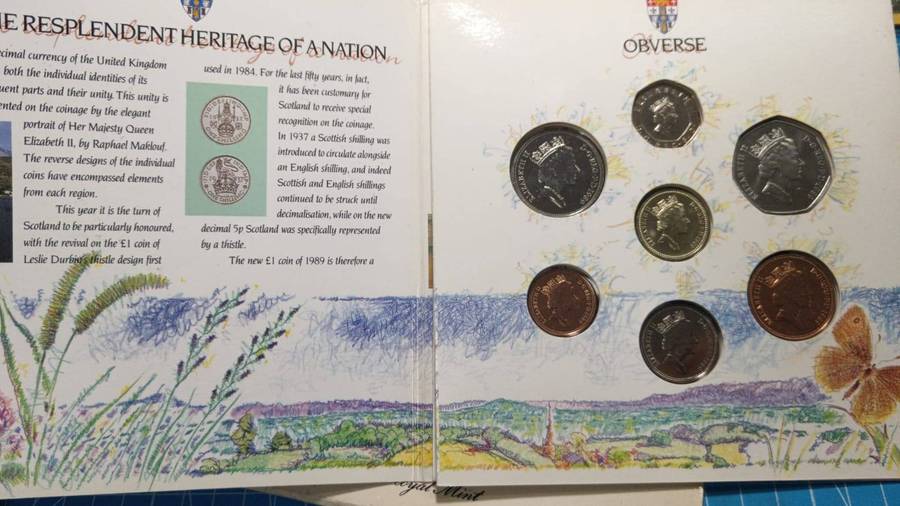 E RESPLENDENT HERITAGE OF A NATION
ecimal currency of the United Kingdom
both the individual identities of its
uent parts and their unity. This unity is
ented on the coinage by the elegant
portrait of Her Majesty Queen
Elizabeth II, by Raphael Maklouf.
The reverse designs of the individual
coins have encompassed elements
from each region.
This year it is the turn of
Scotland to be particularly honoured,
with the revival on the £1 coin of
Leslie Durbin's thistle design first
used in 1984. For the last fifty years, in fact,
it has been customary for
Scotland to receive special
recognition on the coinage.
In 1937 a Scottish shilling was
introduced to circulate alongside
an English shilling, and indeed
Scottish and English shillings
continued to be struck until
decimalisation, while on the new
decimal 5p Scotland was specifically represented
by a thistle.
The new £1 coin of 1989 is therefore a
OBVERSE
ELIZABETH II
ELIZABETH II
Royal Mint